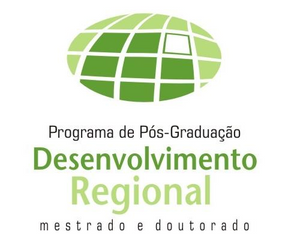 Programa de Pós-Graduação
Desenvolvimento
Regional
mestrado e doutorado